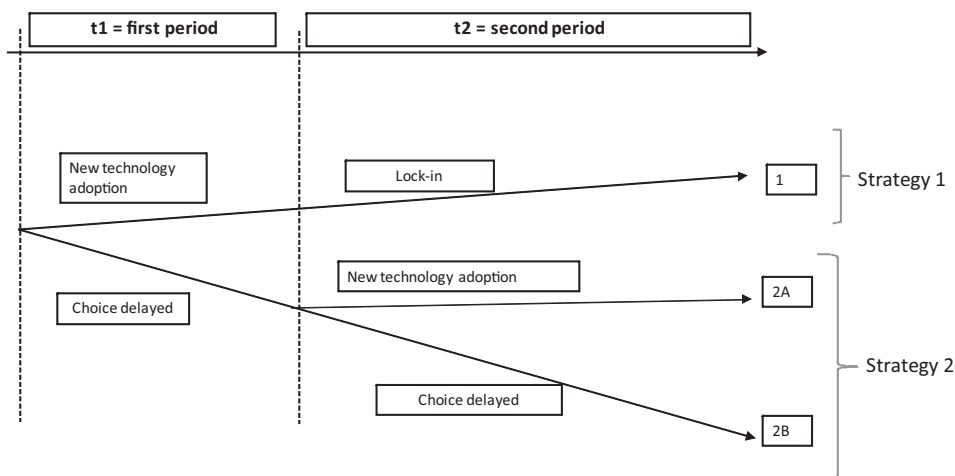 t1 = first period
t2 = second period
New technology
adoption
Lock-in
1
Strategy 1
New technology adoption
2A
Choice delayed
Strategy 2
Choice delayed
2B